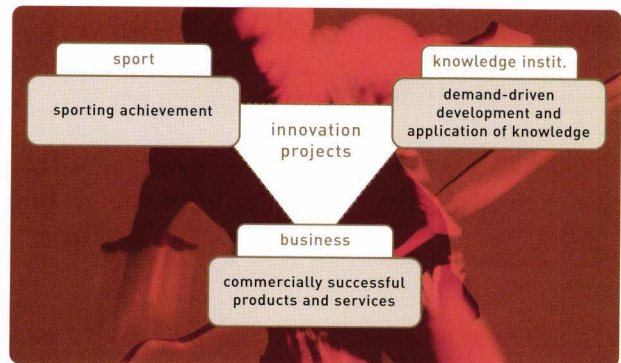 sport
sporting achievement
knowledge instit.
demand-driven
development and
application of knowledge
innovation
projects
business
commercially successful
products and services